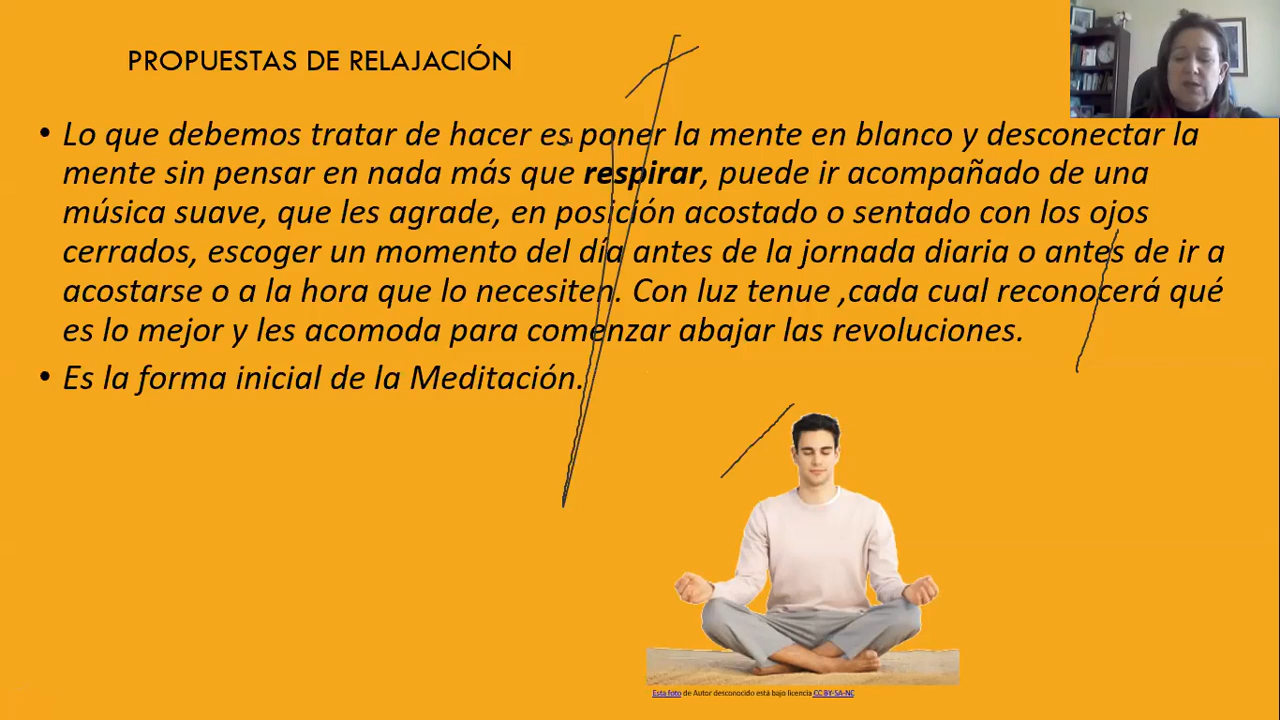 PROPUESTAS DE RELAJACIÓN
• Lo que debemos tratar de hacer es poner la mente en blanco y desconectar la
mente sin pensar en nada más que respirar, puede ir acompañado de una
música suave, que les agrade, en posición acostado o sentado con los ojos
cerrados, escoger un momento del día antes de la jornada diaria o antes de ir a
acostarse o a la hora que lo necesiten. Con luz tenue ,cada cual reconocerá qué
es lo mejor y les acomoda para comenzar abajar las revoluciones.
• Es la forma inicial de la Meditación.
Esta foto de Autor desconocido está bajo licencia CC BY-SA-NC